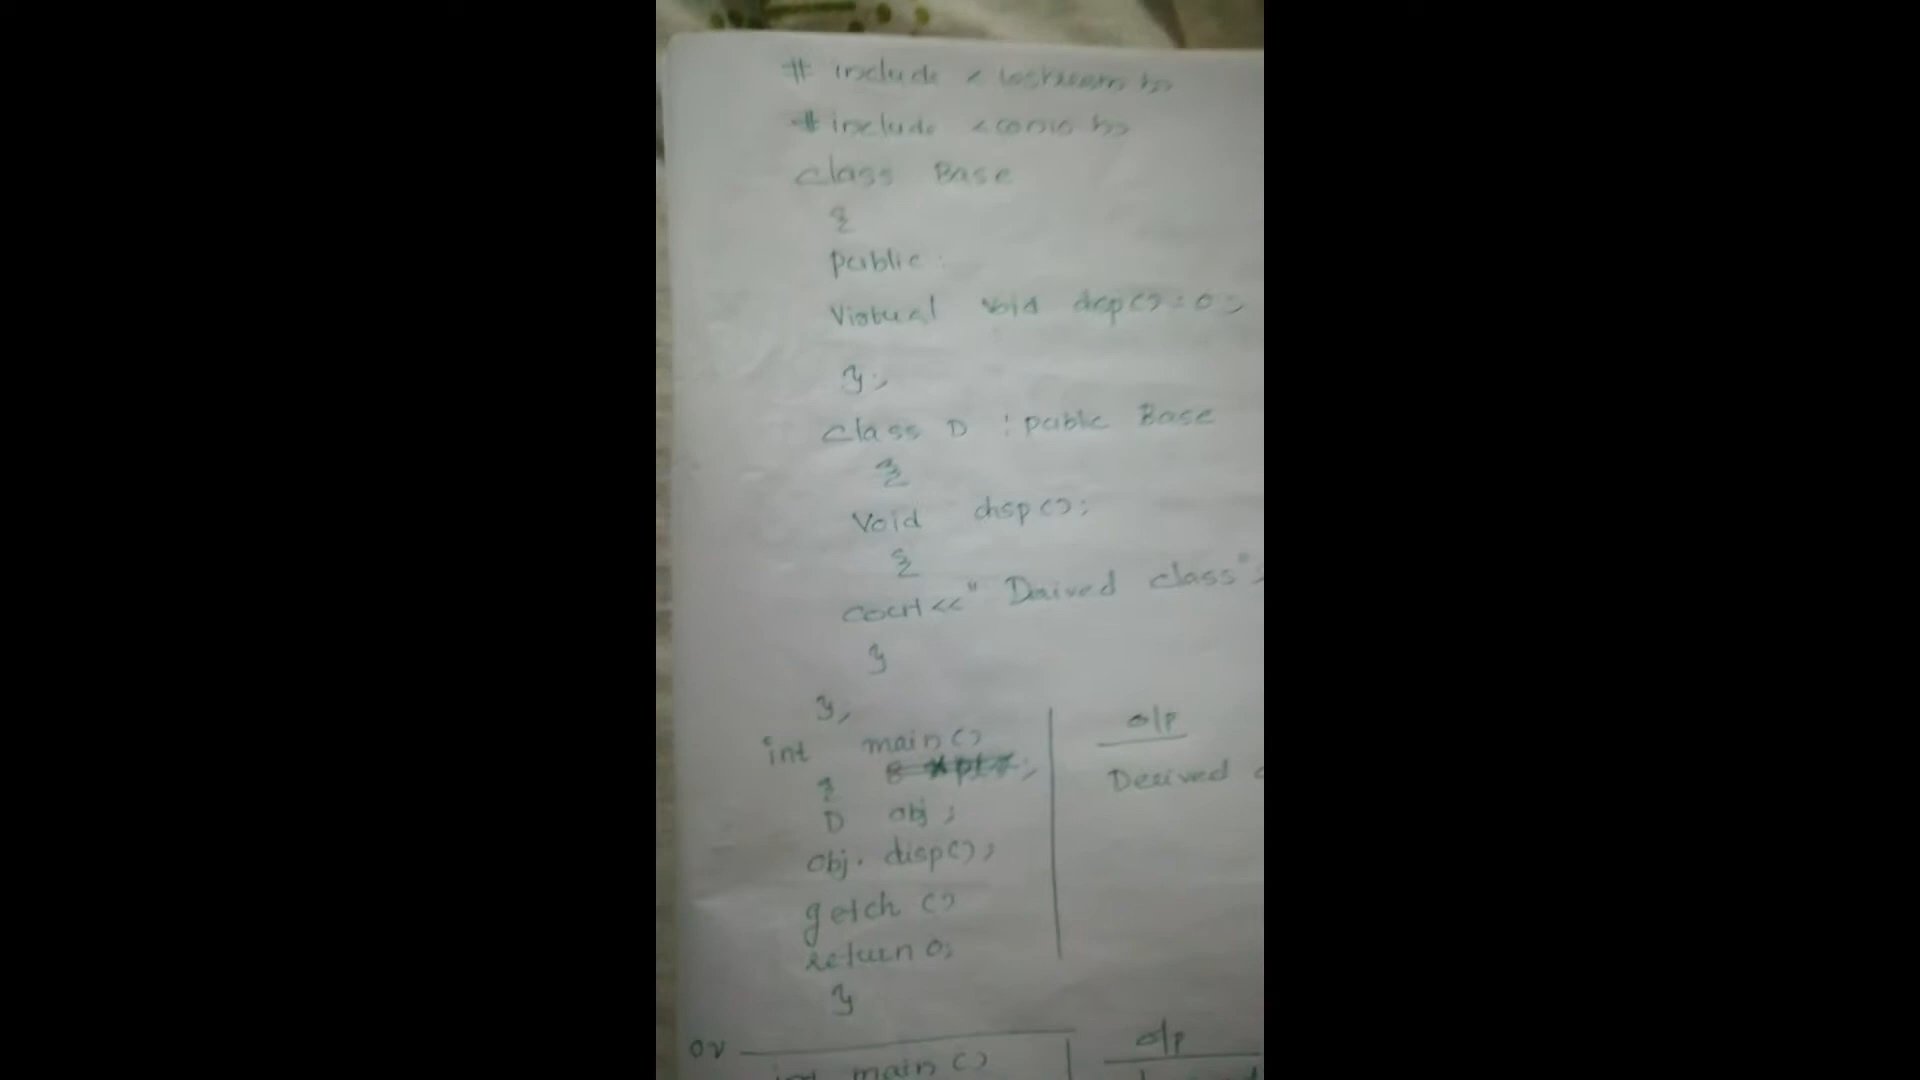 # include < iostream.h>
# include <conio.h>
class Base
{
public:
Virtual void disp()=0;
};
class D : public Base
{
Void disp();
{
cout<<" Derived class";
}
};
int main()
{
D obj;
obj. disp();
getch ()
return 0;
}
o/p
Derived
or
int main ()
o/p